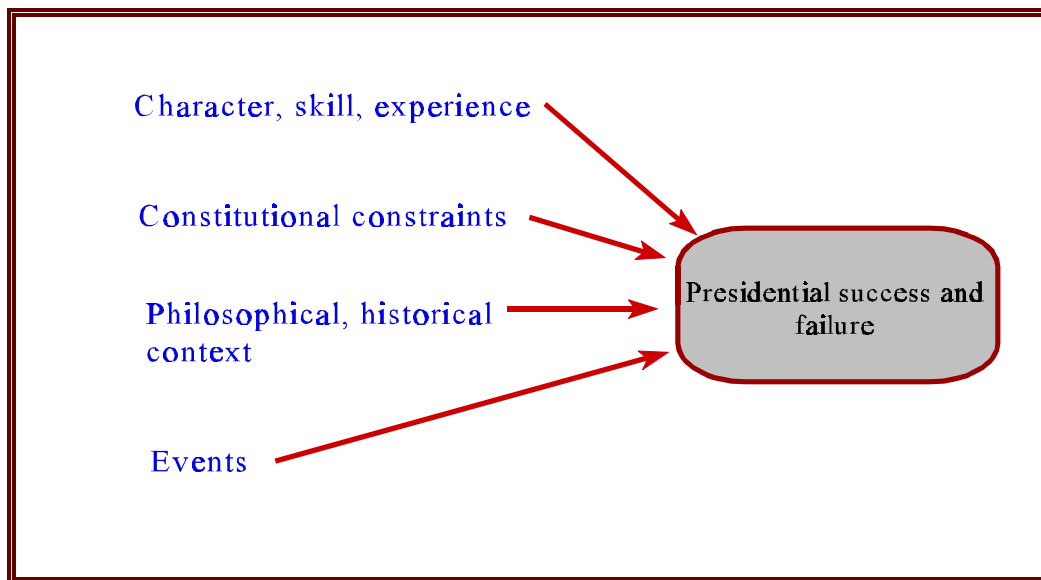 Character, skill, experience
Constitutional constraints
Philosophical, historical
context
Events
Presidential success and
failure